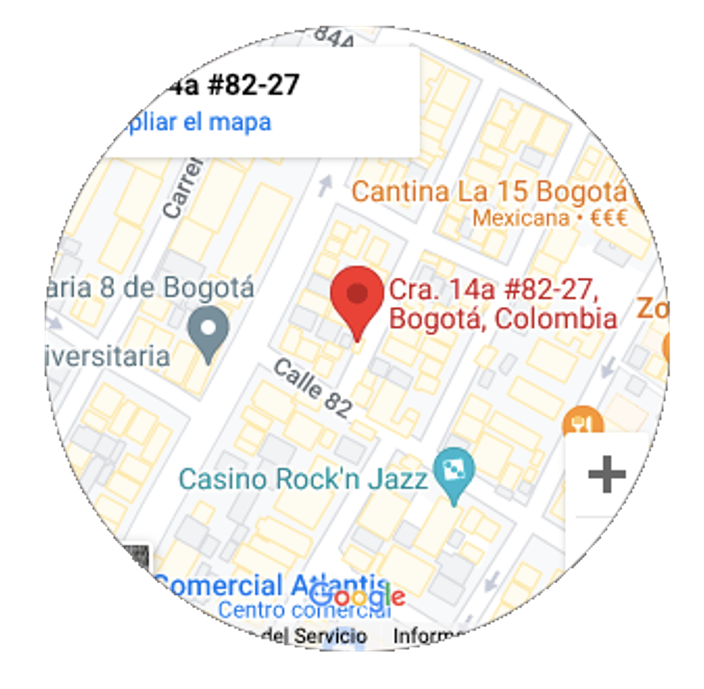 84A
4a #82-27
pliar el mapa
Carrer
Cantina La 15 Bogotá
Mexicana • €€€
aria 8 de Bogotá
iversitaria
Cra. 14a #82-27,
Bogotá, Colombia
Zo
Calle 82
Casino Rock'n Jazz
+
Comercial Atlantis
Centro comercial
Google
del Servicio Inform